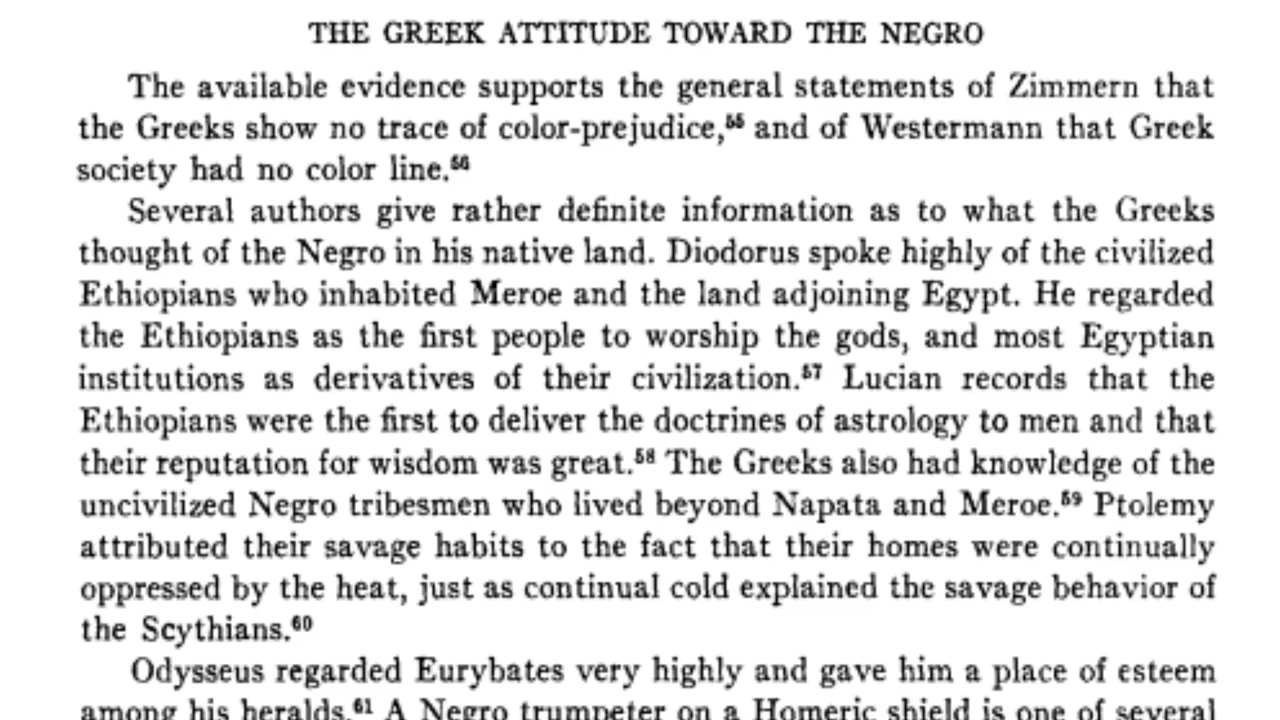 THE GREEK ATTITUDE TOWARD THE NEGRO
The available evidence supports the general statements of Zimmern that
the Greeks show no trace of color-prejudice,⁵⁵ and of Westermann that Greek
society had no color line.⁵⁶
Several authors give rather definite information as to what the Greeks
thought of the Negro in his native land. Diodorus spoke highly of the civilized
Ethiopians who inhabited Meroe and the land adjoining Egypt. He regarded
the Ethiopians as the first people to worship the gods, and most Egyptian
institutions as derivatives of their civilization.⁵⁷ Lucian records that the
Ethiopians were the first to deliver the doctrines of astrology to men and that
their reputation for wisdom was great.⁵⁸ The Greeks also had knowledge of the
uncivilized Negro tribesmen who lived beyond Napata and Meroe.⁵⁹ Ptolemy
attributed their savage habits to the fact that their homes were continually
oppressed by the heat, just as continual cold explained the savage behavior of
the Scythians.⁶⁰
Odysseus regarded Eurybates very highly and gave him a place of esteem
among his heralds.⁶¹ A Negro trumpeter on a Homeric shield is one of several